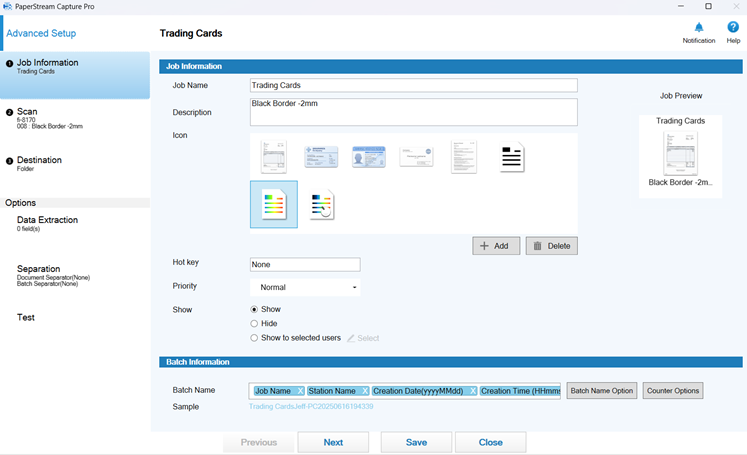 PaperStream Capture Pro
Advanced Setup
Trading Cards
Notification
Help
1 Job Information
Trading Cards
2 Scan
fi-8170
008 : Black Border -2mm
3 Destination
Folder
Options
Data Extraction
0 field(s)
Separation
Document Separator(None)
Batch Separator(None)
Test
Job Information
Job Name
Trading Cards
Description
Black Border -2mm
Icon
Add
Delete
Hot key
None
Priority
Normal
Show
Show
Hide
Show to selected users
Select
Job Preview
Trading Cards
Black Border -2m...
Batch Information
Batch Name
Job Name X
Station Name X
Creation Date(yyyyMMdd) X
Creation Time (HHmms
Batch Name Option
Counter Options
Sample
Trading CardsJeff-PC20250616194339
Previous
Next
Save
Close